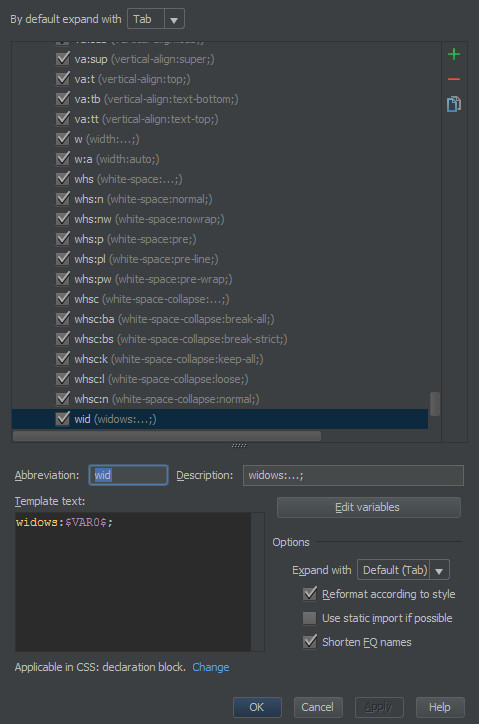 By default expand with Tab
va:sup (vertical-align:super;)
va:t (vertical-align:top;)
va:tb (vertical-align:text-bottom;)
va:tt (vertical-align:text-top;)
w (width:...;)
w:a (width:auto;)
whs (white-space:...;)
whs:n (white-space:normal;)
whs:nw (white-space:nowrap;)
whs:p (white-space:pre;)
whs:pl (white-space:pre-line;)
whs:pw (white-space:pre-wrap;)
whsc (white-space-collapse:...;)
whsc:ba (white-space-collapse:break-all;)
whsc:bs (white-space-collapse:break-strict;)
whsc:k (white-space-collapse:keep-all;)
whsc:l (white-space-collapse:loose;)
whsc:n (white-space-collapse:normal;)
wid (widows:...;)
Abbreviation: wid Description: widows:...;
Template text:
Edit variables
widows:$VAR0$;
Options
Expand with Default (Tab)
Reformat according to style
Use static import if possible
Shorten FQ names
Applicable in CSS: declaration block. Change
OK Cancel Apply Help